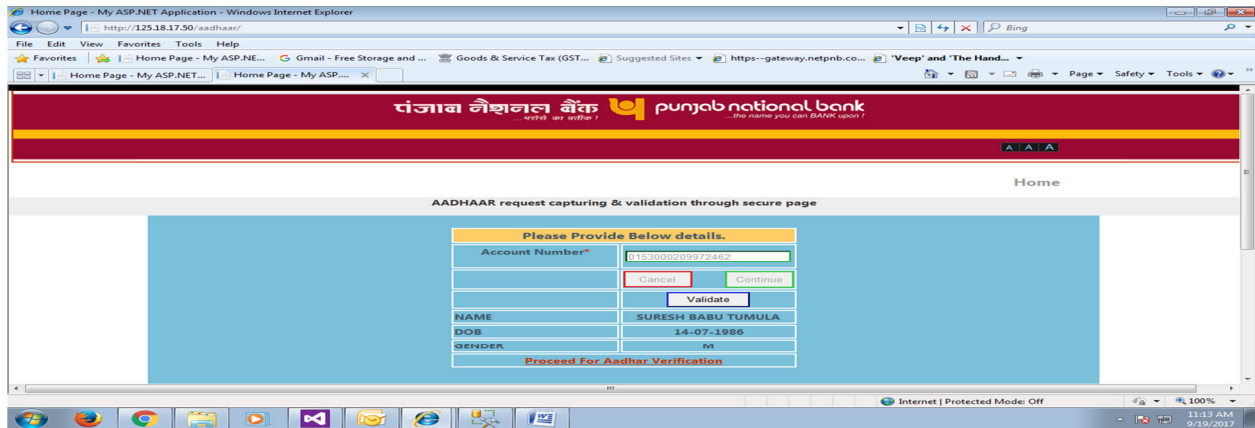 Home Page - My ASP.NET Application - Windows Internet Explorer
http://125.18.17.50/aadhaar/
Bing
File Edit View Favorites Tools Help
Favorites Home Page - My ASP.NE... Gmail - Free Storage and ... Goods & Service Tax (GST... Suggested Sites https--gateway.netpnb.co... 'Veep' and 'The Hand...
Home Page - My ASP.NET... Home Page - My ASP.... Page Safety Tools
पंजाब नैशनल बैंक punjab national bank
...भरोसे का प्रतीक ! ...the name you can BANK upon !
A A A
Home
AADHAAR request capturing & validation through secure page
Please Provide Below details.
Account Number* 0153000209972462
Cancel Continue
Validate
NAME SURESH BABU TUMULA
DOB 14-07-1986
GENDER M
Proceed For Aadhar Verification
Internet | Protected Mode: Off 100%
11:13 AM
9/19/2017